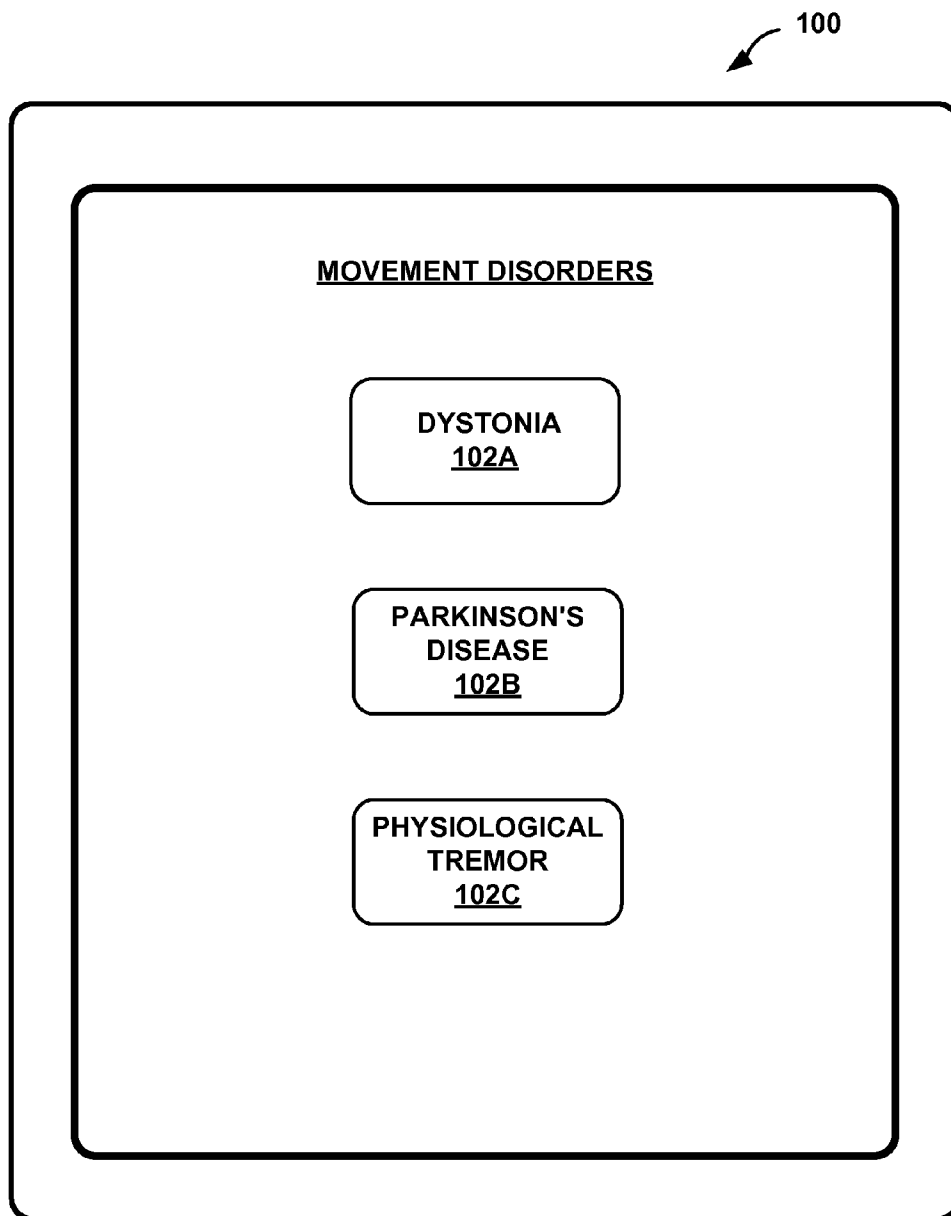 100
MOVEMENT DISORDERS
DYSTONIA
102A
PARKINSON'S
DISEASE
102B
PHYSIOLOGICAL
TREMOR
102C